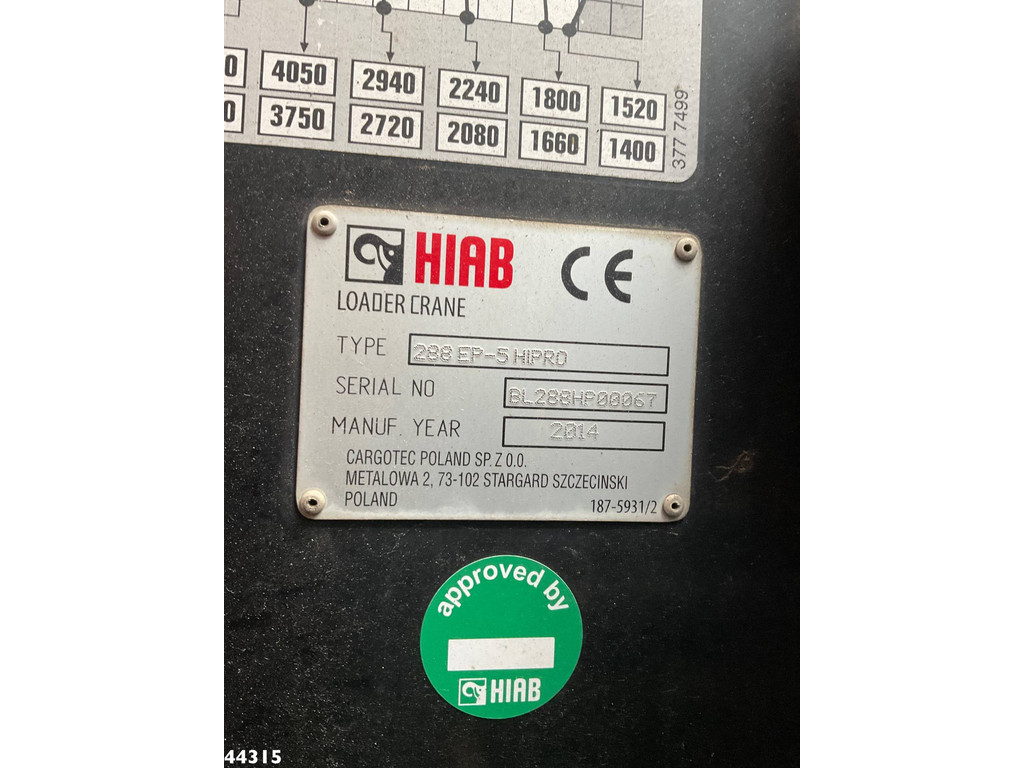 0 4050 2940 2240 1800 1520
0 3750 2720 2080 1660 1400
377 7499
HIAB CE
LOADER CRANE
TYPE 288 EP-5 HIPRO
SERIAL NO BL288HP00067
MANUF. YEAR 2014
CARGOTEC POLAND SP. Z O.O.
METALOWA 2, 73-102 STARGARD SZCZECINSKI
POLAND 187-5931/2
approved by
HIAB
44315